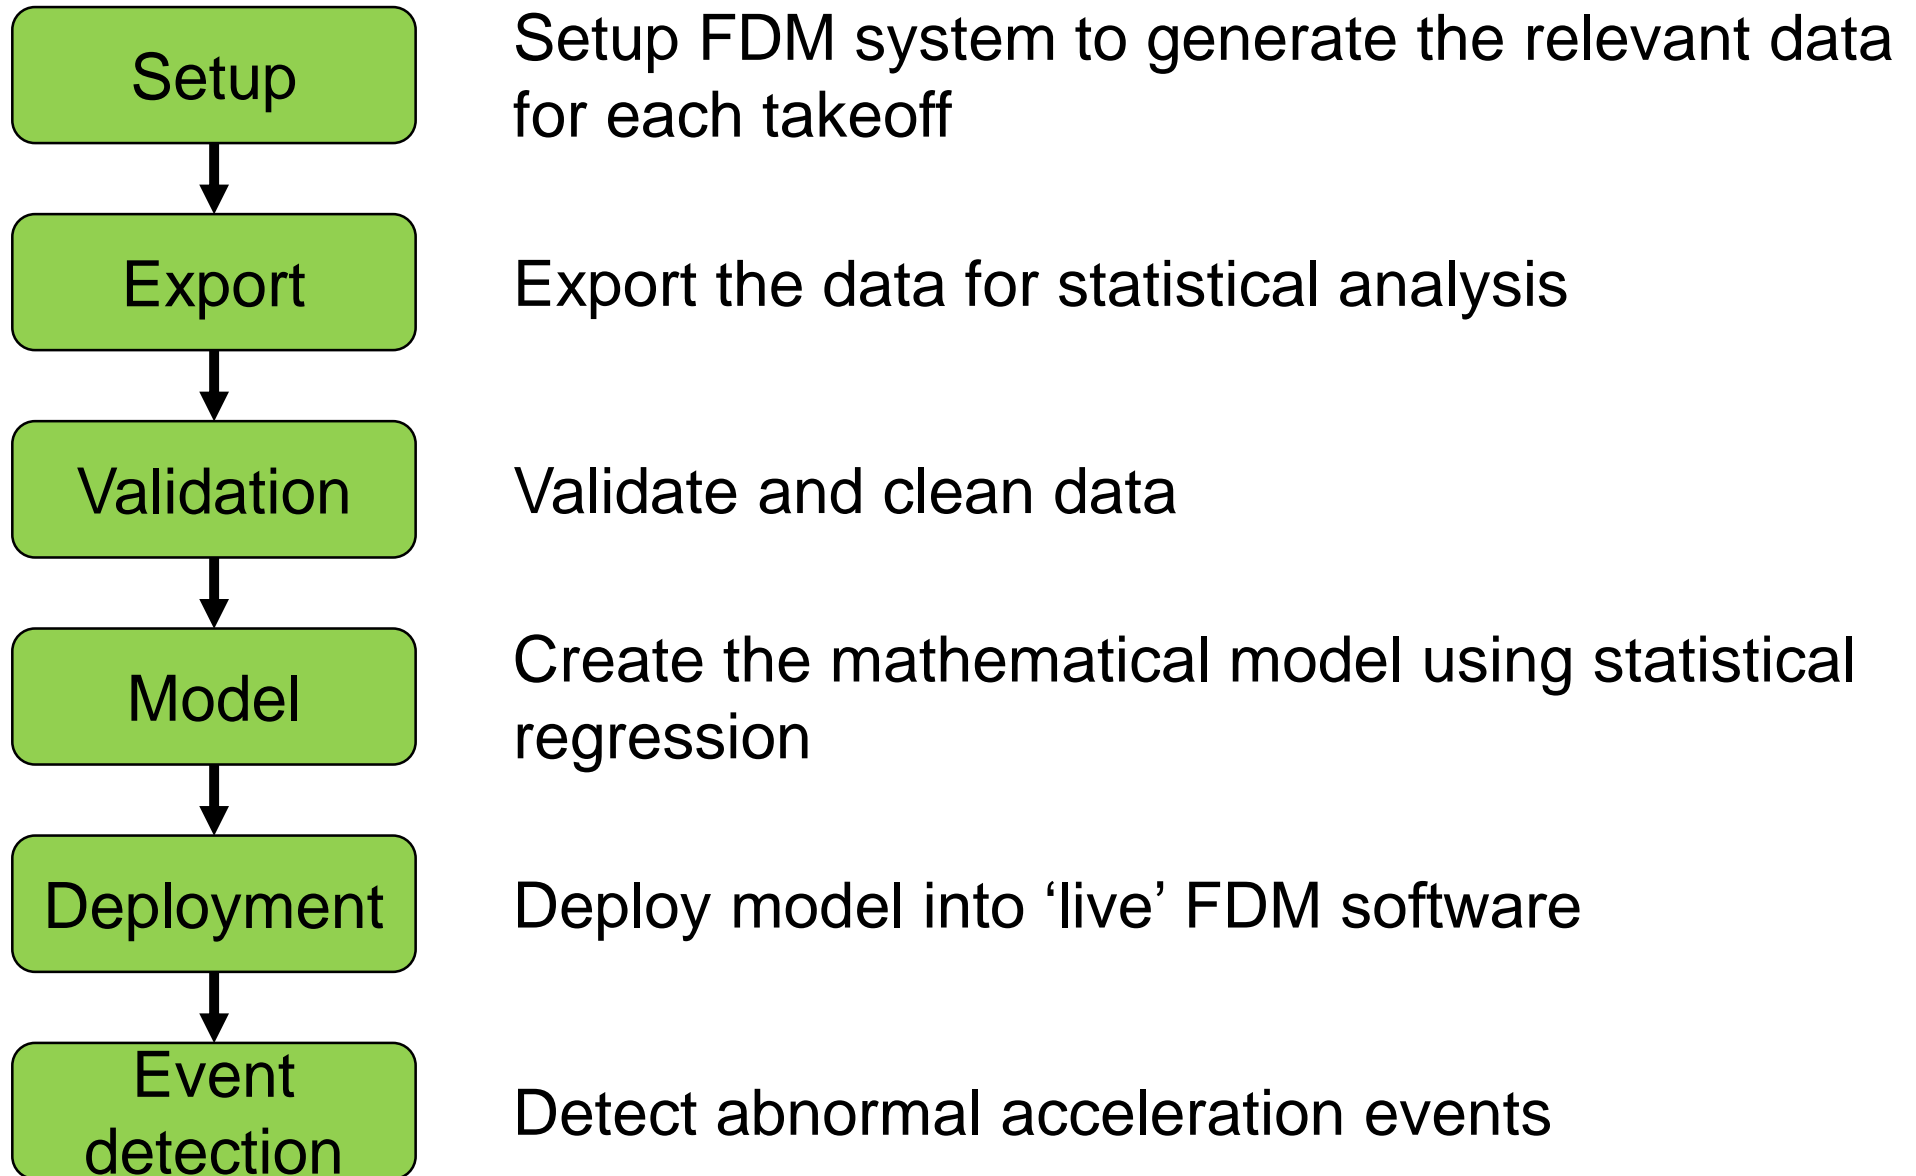 Setup
Setup FDM system to generate the relevant data
for each takeoff
Export
Export the data for statistical analysis
Validation
Validate and clean data
Model
Create the mathematical model using statistical
regression
Deployment
Deploy model into ‘live’ FDM software
Event
detection
Detect abnormal acceleration events